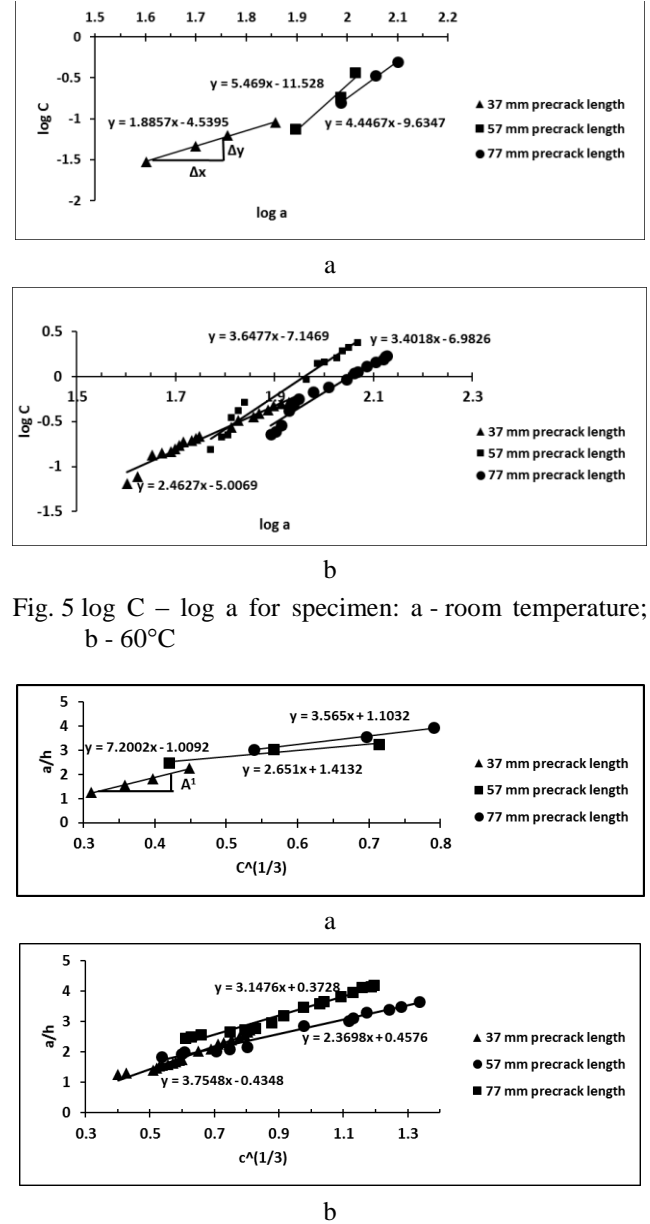 1.5 1.6 1.7 1.8 1.9 2 2.1 2.2
0
-0.5
-1
-1.5
-2
log C
y = 5.469x - 11.528
y = 1.8857x - 4.5395
y = 4.4467x - 9.6347
Δy
Δx
log a
37 mm precrack length
57 mm precrack length
77 mm precrack length
a
0.5
0
-0.5
-1
-1.5
1.5 1.7 1.9 2.1 2.3
log C
y = 3.6477x - 7.1469
y = 3.4018x - 6.9826
y = 2.4627x - 5.0069
log a
37 mm precrack length
57 mm precrack length
77 mm precrack length
b
Fig. 5 log C – log a for specimen: a - room temperature;
b - 60°C
5
4
3
2
1
0
a/h
y = 3.565x + 1.1032
y = 7.2002x - 1.0092
y = 2.651x + 1.4132
A¹
0.3 0.4 0.5 0.6 0.7 0.8
C^(1/3)
37 mm precrack length
57 mm precrack length
77 mm precrack length
a
5
4
3
2
1
0
a/h
y = 3.1476x + 0.3728
y = 2.3698x + 0.4576
y = 3.7548x - 0.4348
0.3 0.5 0.7 0.9 1.1 1.3
c^(1/3)
37 mm precrack length
57 mm precrack length
77 mm precrack length
b